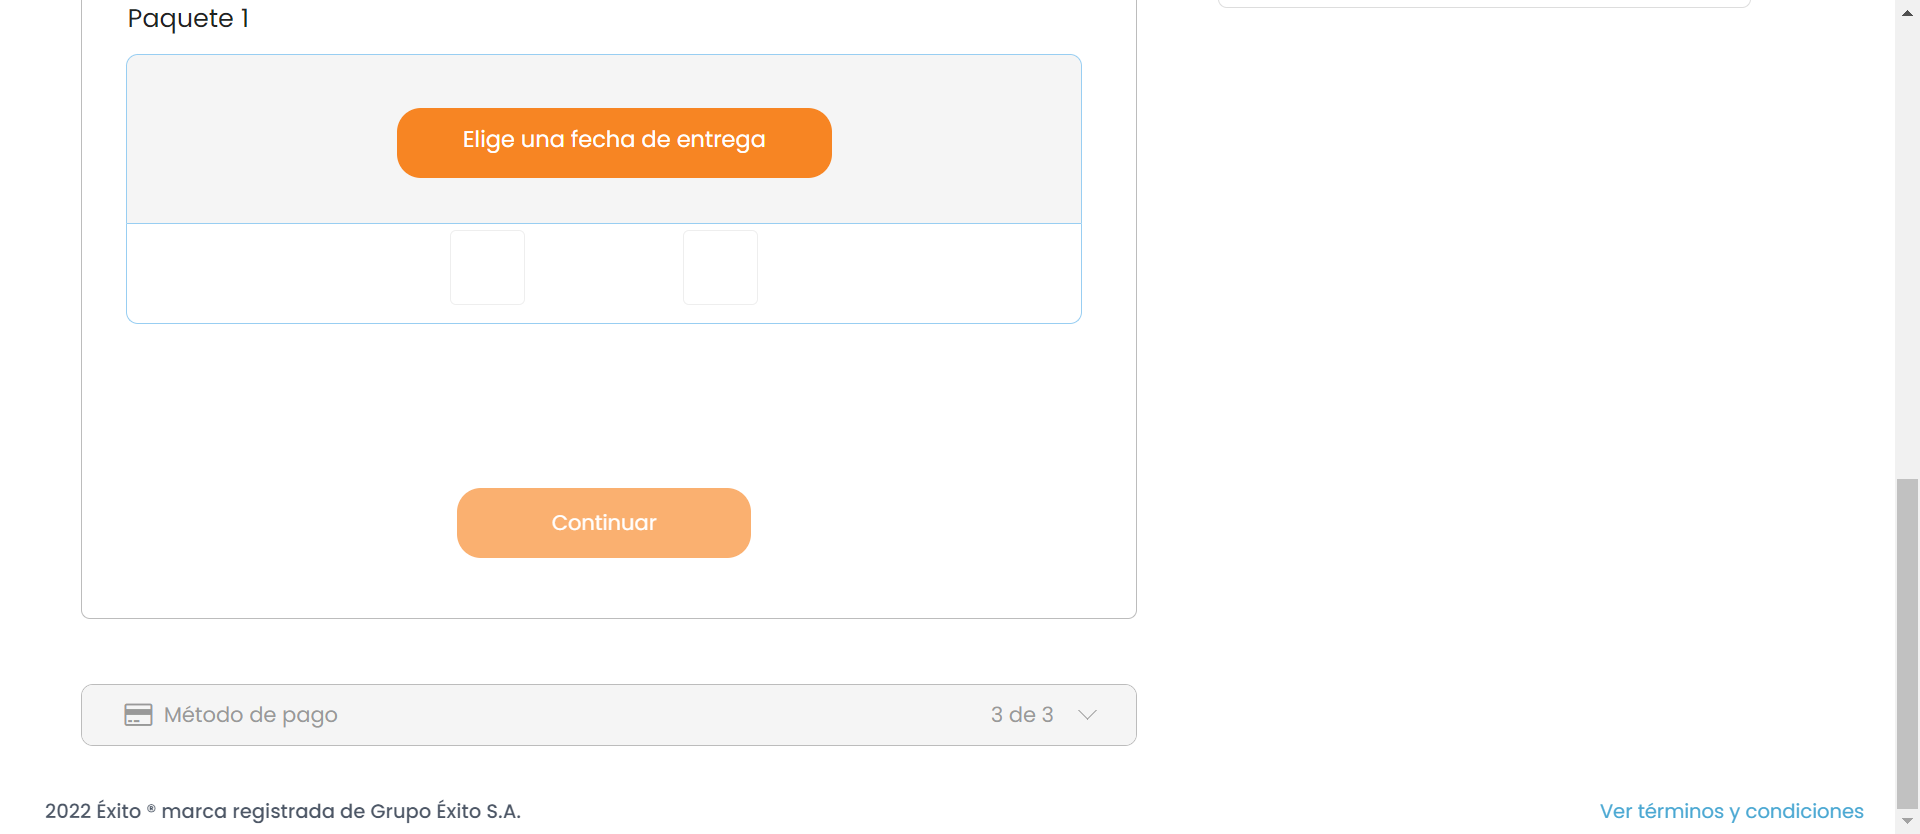 Paquete 1
Elige una fecha de entrega
Continuar
Método de pago
3 de 3
2022 Éxito ® marca registrada de Grupo Éxito S.A.
Ver términos y condiciones